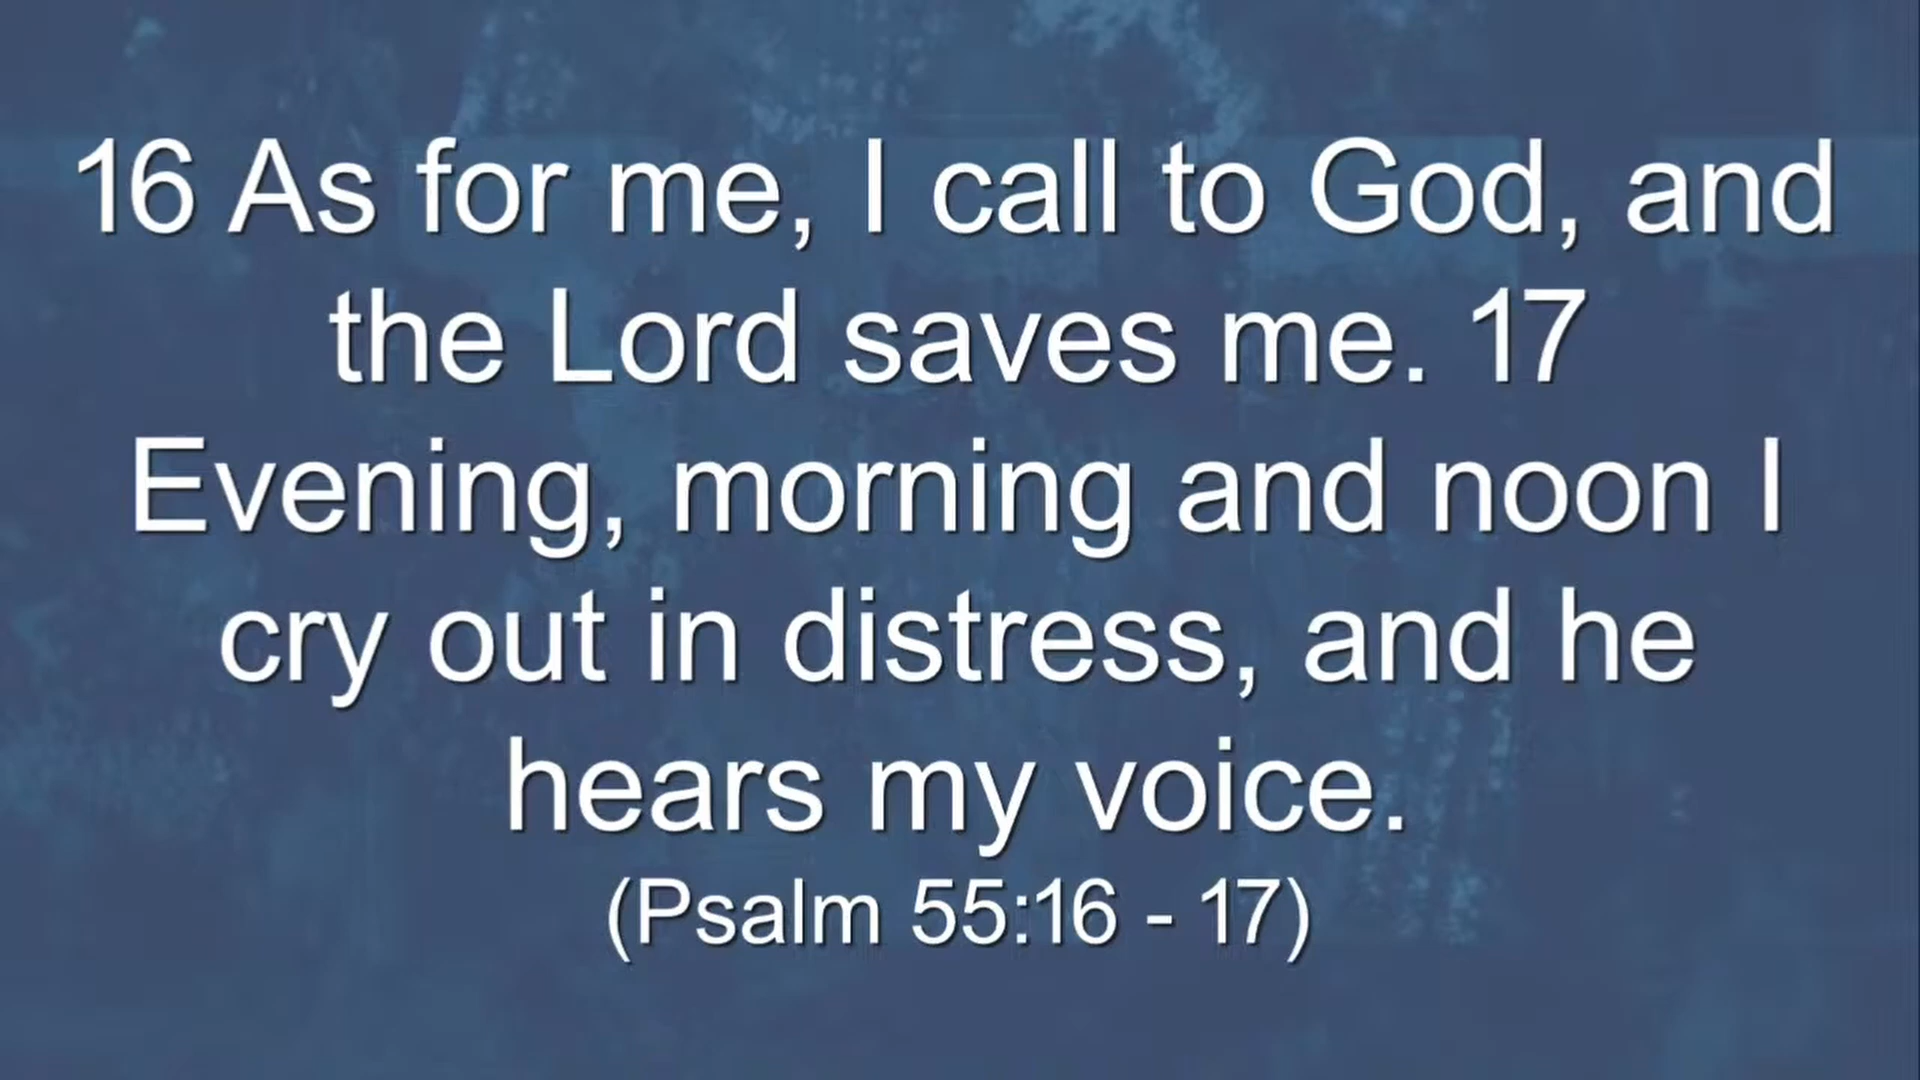 16 As for me, I call to God, and
the Lord saves me. 17
Evening, morning and noon I
cry out in distress, and he
hears my voice.
(Psalm 55:16 - 17)